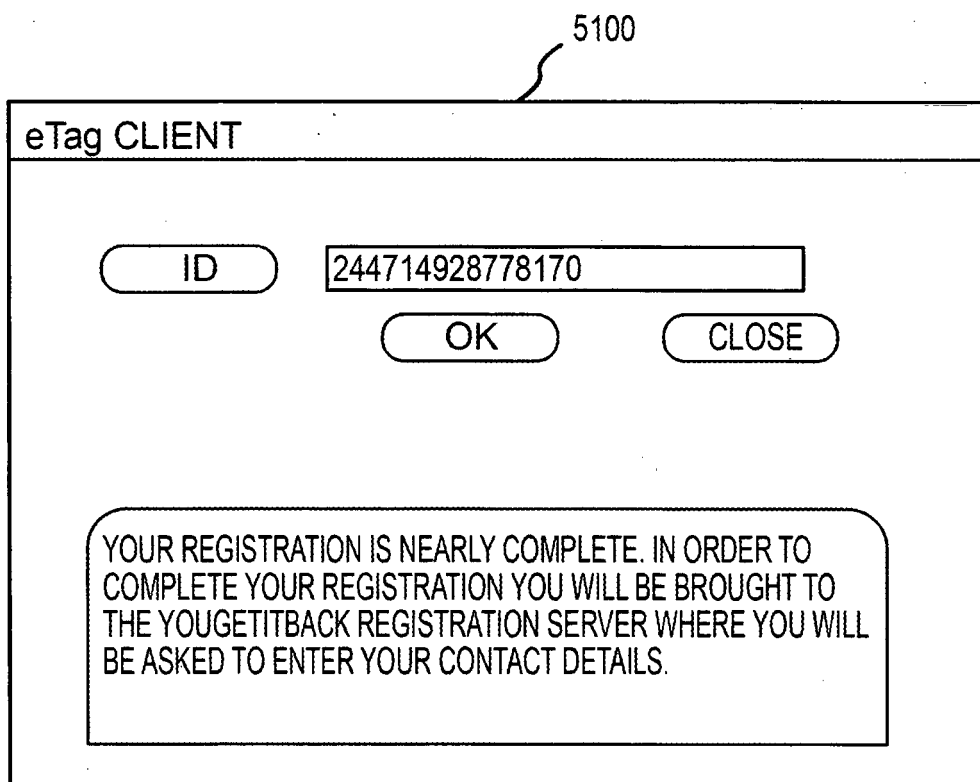 5100
eTag CLIENT
ID 244714928778170
OK CLOSE
YOUR REGISTRATION IS NEARLY COMPLETE. IN ORDER TO
COMPLETE YOUR REGISTRATION YOU WILL BE BROUGHT TO
THE YOUGETITBACK REGISTRATION SERVER WHERE YOU WILL
BE ASKED TO ENTER YOUR CONTACT DETAILS.